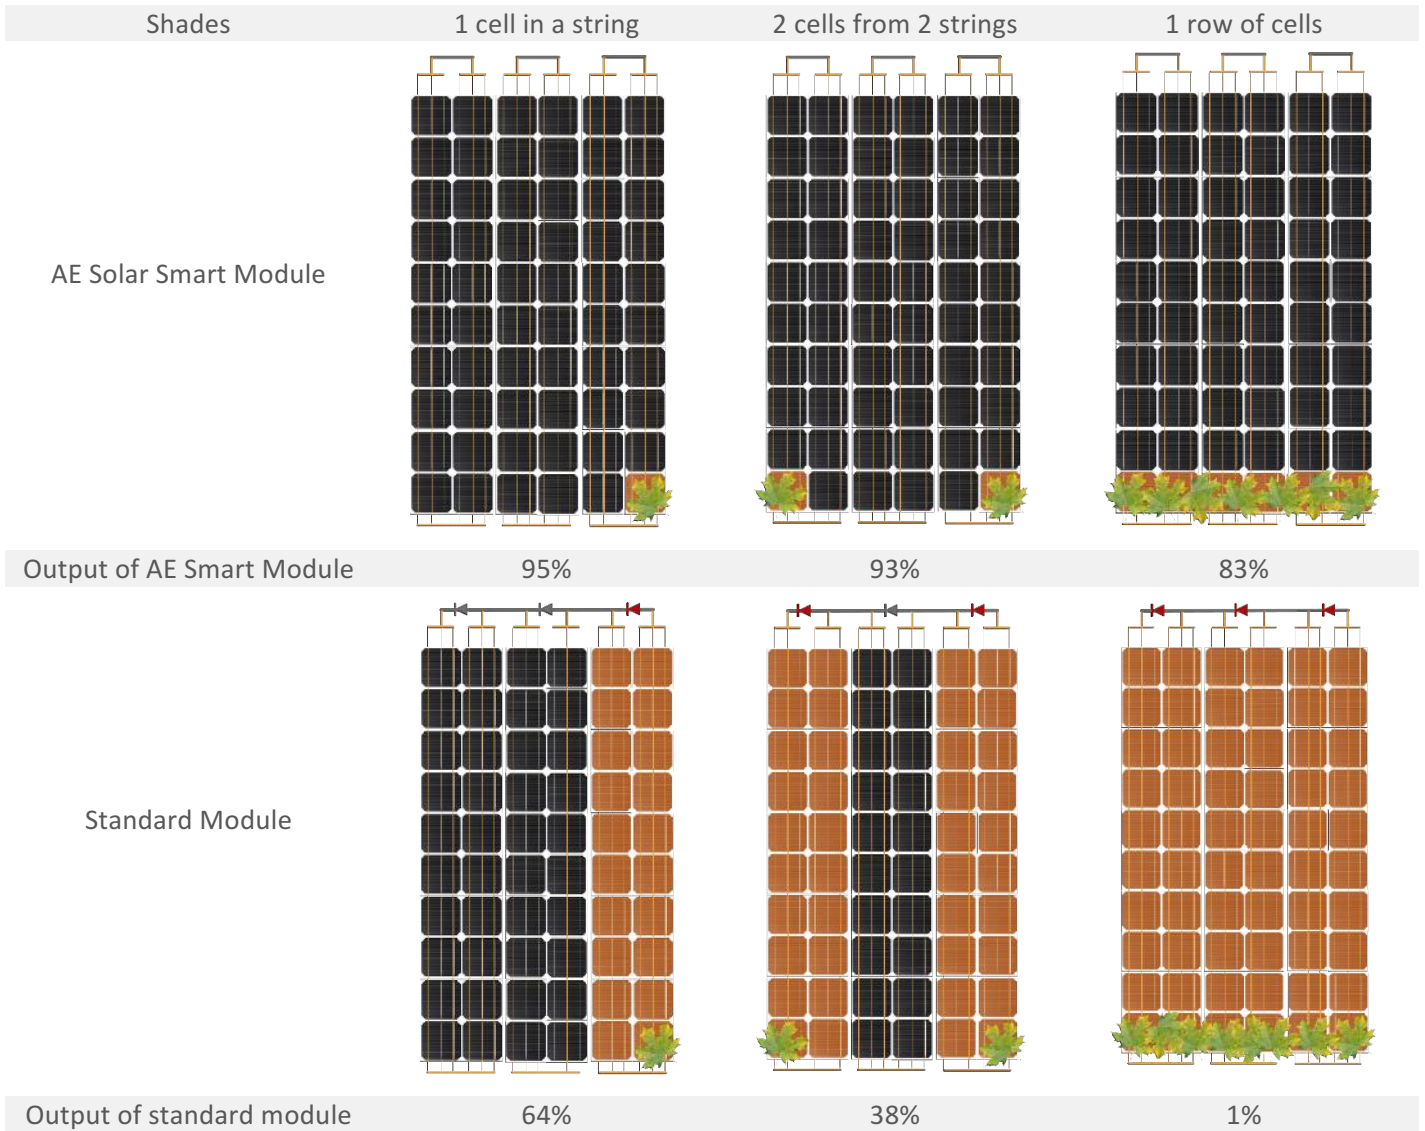 Shades 1 cell in a string 2 cells from 2 strings 1 row of cells
AE Solar Smart Module
Output of AE Smart Module 95% 93% 83%
Standard Module
Output of standard module 64% 38% 1%